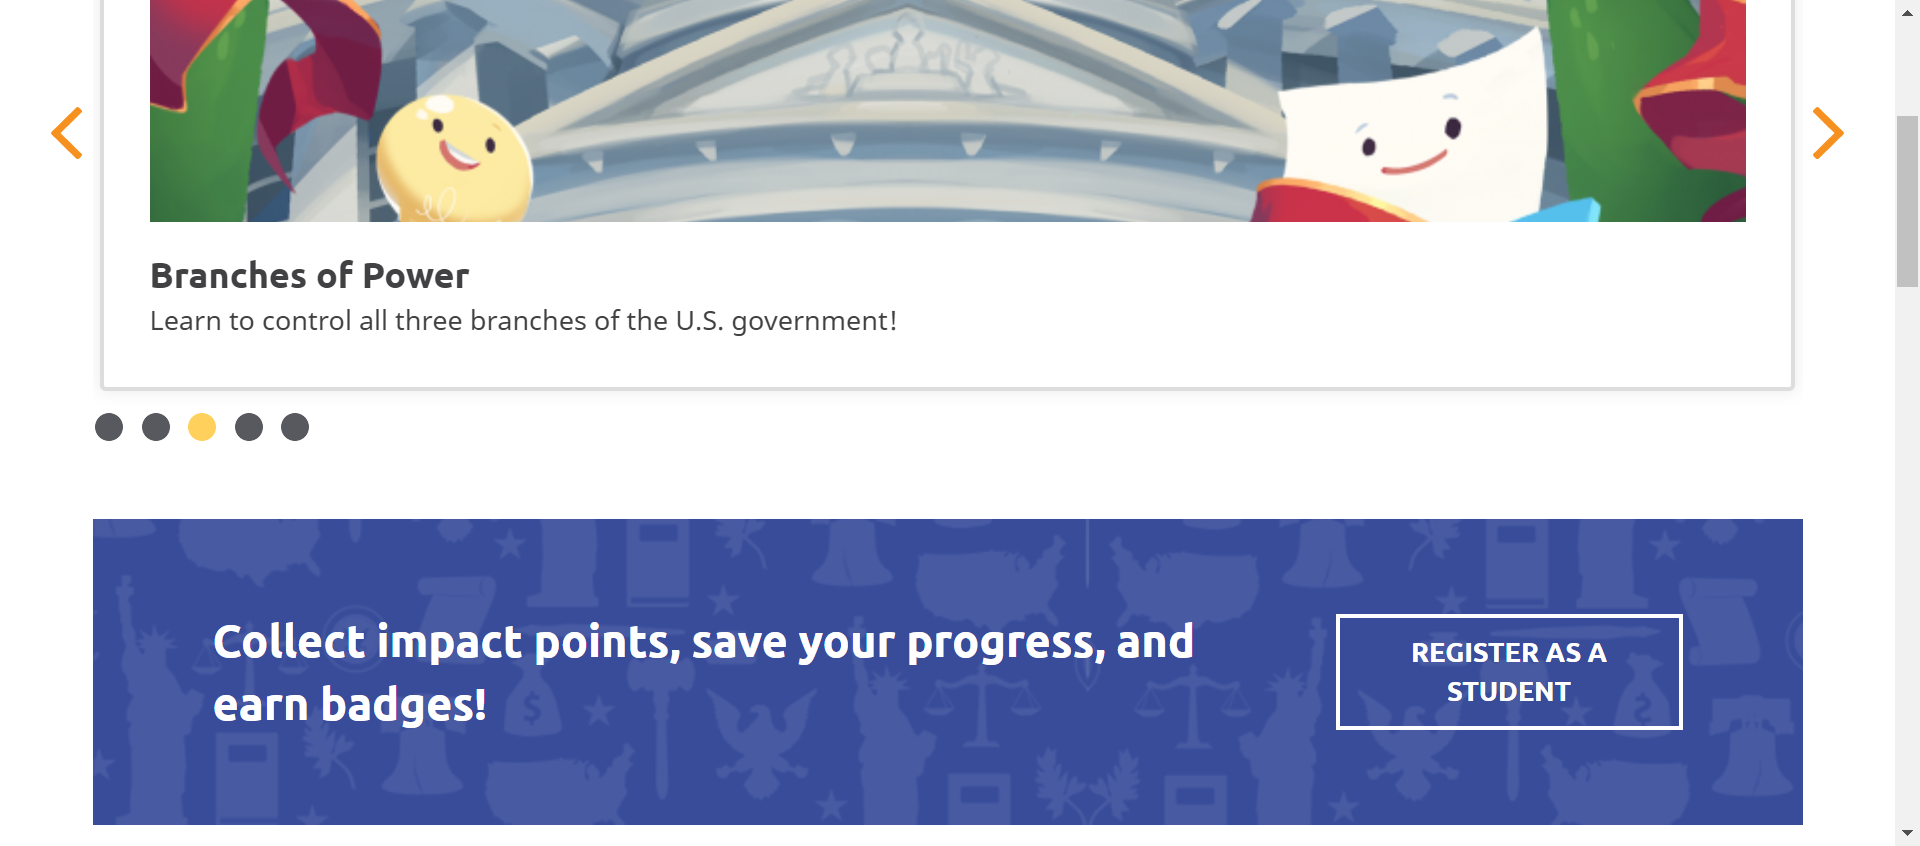 Branches of Power
Learn to control all three branches of the U.S. government!
Collect impact points, save your progress, and
earn badges!
REGISTER AS A
STUDENT